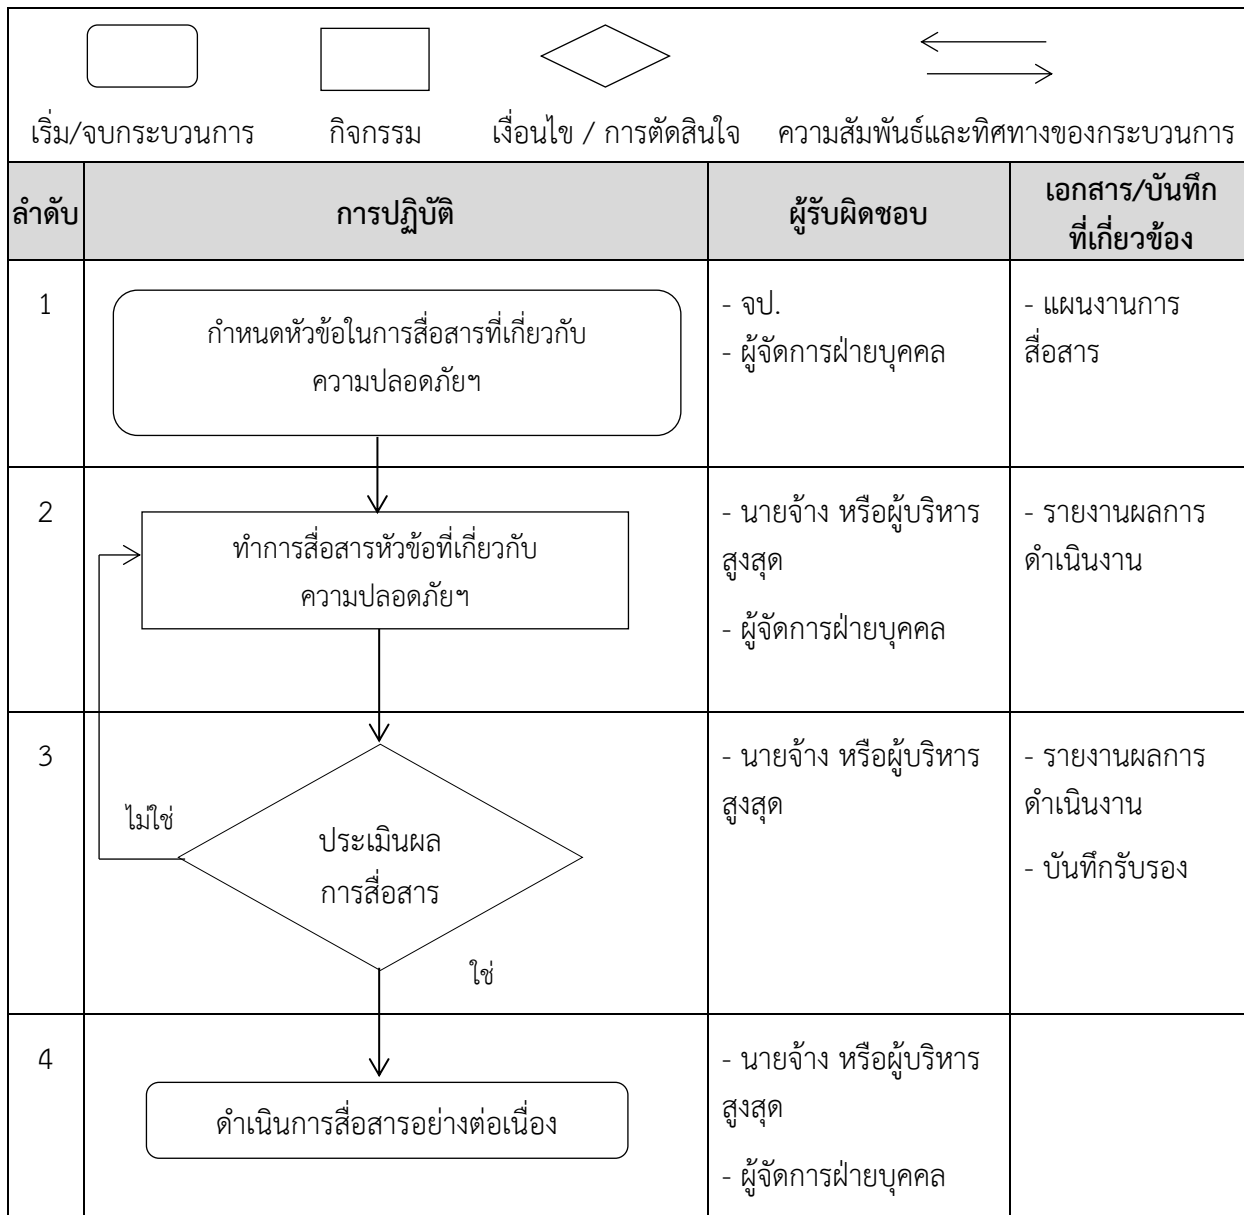 เริ่ม/จบกระบวนการ กิจกรรม เงื่อนไข / การตัดสินใจ ความสัมพันธ์และทิศทางของกระบวนการ
ลำดับ การปฏิบัติ ผู้รับผิดชอบ เอกสาร/บันทึก
ที่เกี่ยวข้อง
1
กำหนดหัวข้อในการสื่อสารที่เกี่ยวกับ
ความปลอดภัยฯ
- จป.
- ผู้จัดการฝ่ายบุคคล
- แผนงานการ
สื่อสาร
2
ทำการสื่อสารหัวข้อที่เกี่ยวกับ
ความปลอดภัยฯ
- นายจ้าง หรือผู้บริหาร
สูงสุด
- ผู้จัดการฝ่ายบุคคล
- รายงานผลการ
ดำเนินงาน
3
ไม่ใช่
ประเมินผล
การสื่อสาร
ใช่
- นายจ้าง หรือผู้บริหาร
สูงสุด
- รายงานผลการ
ดำเนินงาน
- บันทึกรับรอง
4
ดำเนินการสื่อสารอย่างต่อเนื่อง
- นายจ้าง หรือผู้บริหาร
สูงสุด
- ผู้จัดการฝ่ายบุคคล